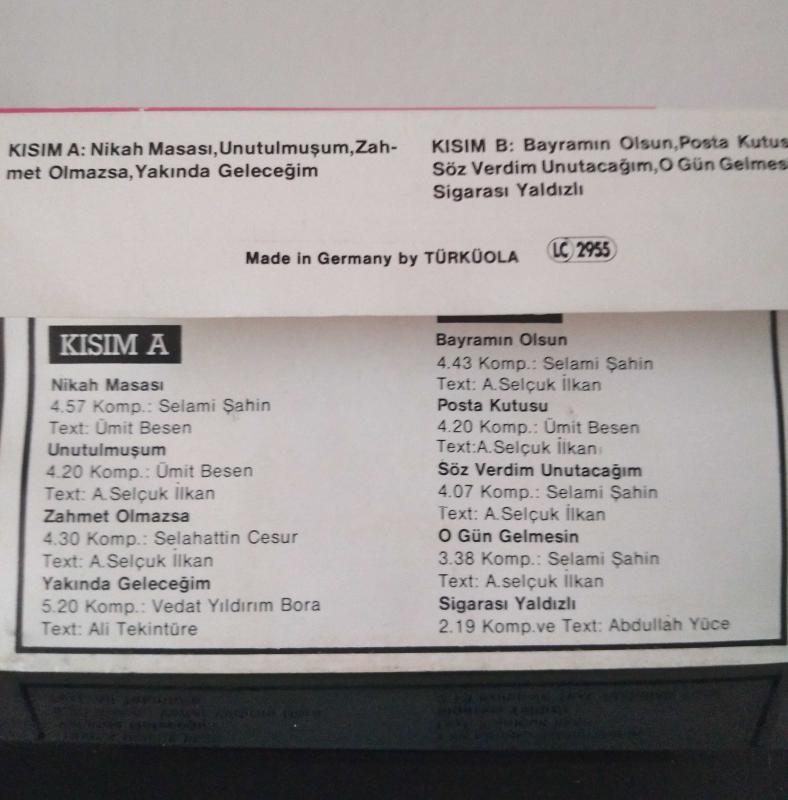 KISIM A: Nikah Masası,Unutulmuşum,Zah-
met Olmazsa,Yakında Geleceğim
KISIM B: Bayramın Olsun,Posta Kutus
Söz Verdim Unutacağım,O Gün Gelmes
Sigarası Yaldızlı
Made in Germany by TÜRKÜOLA
LC 2955
KISIM A
Nikah Masası
4.57 Komp.: Selami Şahin
Text: Ümit Besen
Unutulmuşum
4.20 Komp.: Ümit Besen
Text: A.Selçuk İlkan
Zahmet Olmazsa
4.30 Komp.: Selahattin Cesur
Text: A.Selçuk İlkan
Yakında Geleceğim
5.20 Komp.: Vedat Yıldırım Bora
Text: Ali Tekintüre
Bayramın Olsun
4.43 Komp.: Selami Şahin
Text: A.Selçuk İlkan
Posta Kutusu
4.20 Komp.: Ümit Besen
Text:A.Selçuk İlkan
Söz Verdim Unutacağım
4.07 Komp.: Selami Şahin
Text: A.Selçuk İlkan
O Gün Gelmesin
3.38 Komp.: Selami Şahin
Text: A.selçuk İlkan
Sigarası Yaldızlı
2.19 Komp.ve Text: Abdullah Yüce